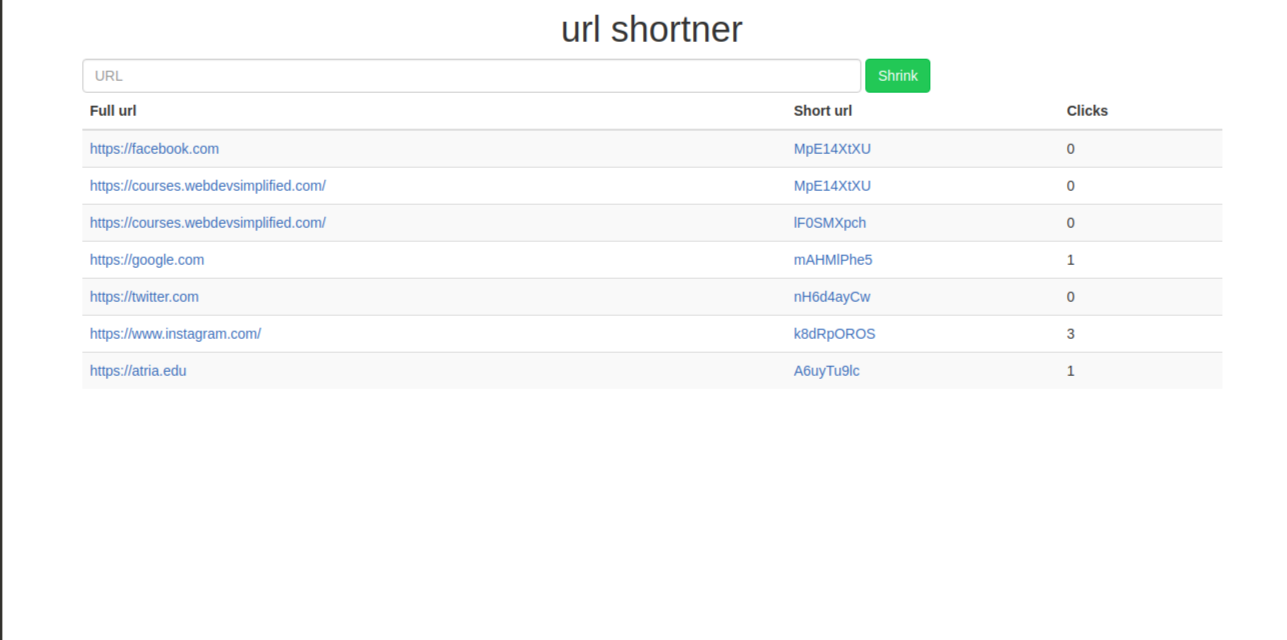 url shortner
URL Shrink
Full url Short url Clicks
https://facebook.com MpE14XtXU 0
https://courses.webdevsimplified.com/ MpE14XtXU 0
https://courses.webdevsimplified.com/ lF0SMXpch 0
https://google.com mAHMlPhe5 1
https://twitter.com nH6d4ayCw 0
https://www.instagram.com/ k8dRpOROS 3
https://atria.edu A6uyTu9lc 1